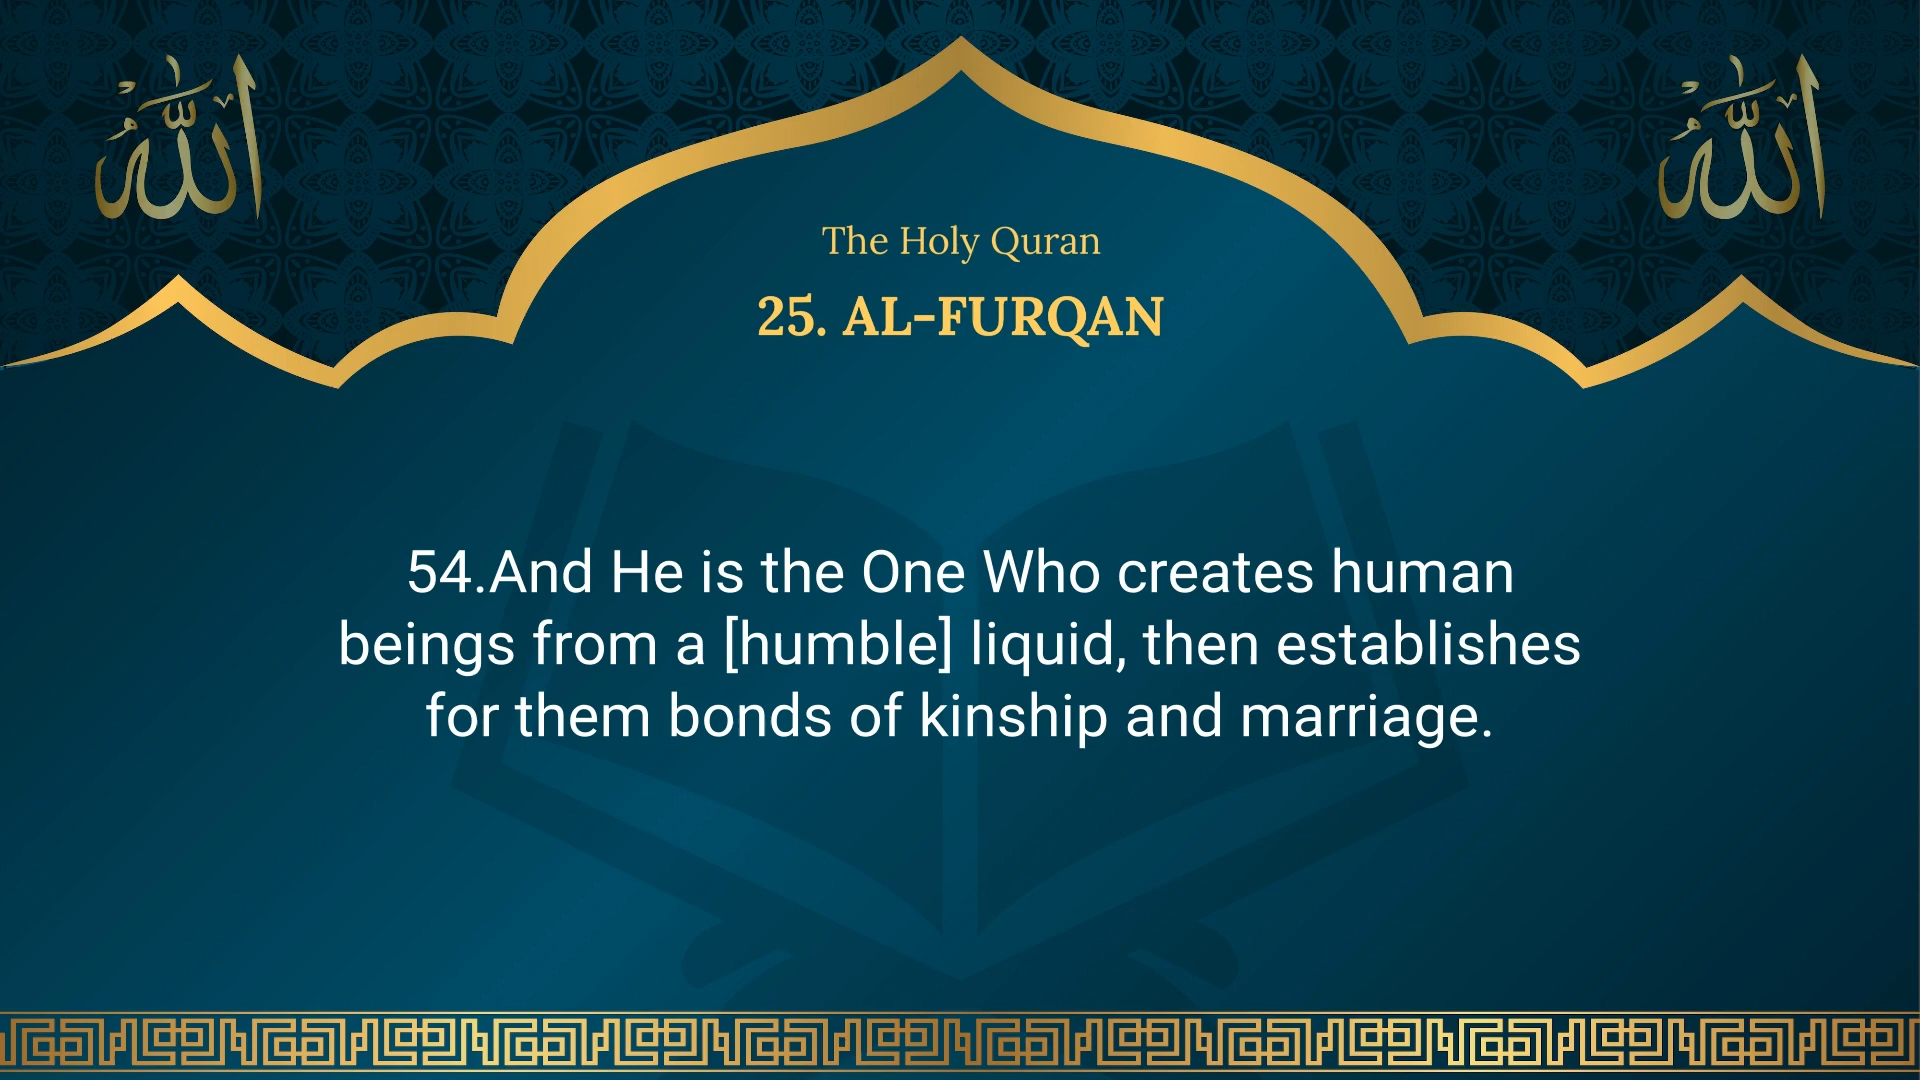 الله
الله
The Holy Quran
25. AL-FURQAN
54.And He is the One Who creates human
beings from a [humble] liquid, then establishes
for them bonds of kinship and marriage.